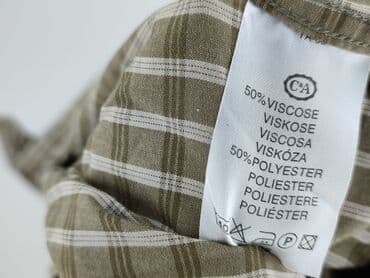 C&A
50%VISCOSE
VISKOSE
VISCOSA
VISKÓZA
50%POLYESTER
POLIESTER
POLIESTERE
POLIÉSTER
P